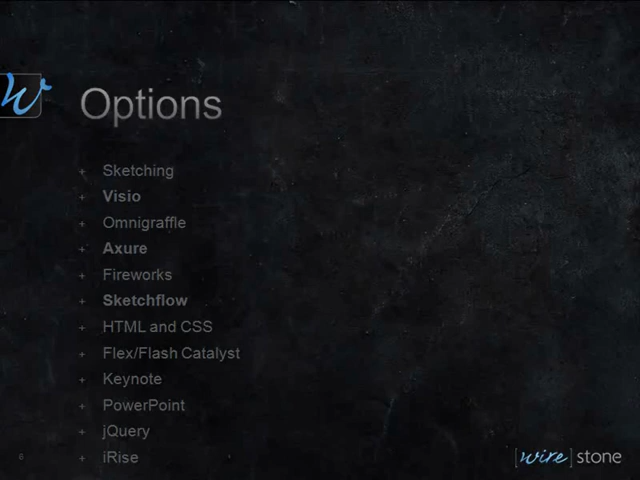 w
Options
+ Sketching
+ Visio
+ Omnigraffle
+ Axure
+ Fireworks
+ Sketchflow
+ HTML and CSS
+ Flex/Flash Catalyst
+ Keynote
+ PowerPoint
+ jQuery
+ iRise
6
[wire]stone